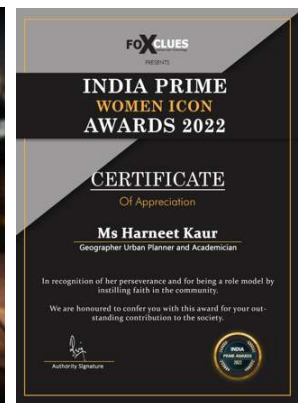 FOXCLUES
PRESENTS
INDIA PRIME
WOMEN ICON
AWARDS 2022
CERTIFICATE
Of Appreciation
Ms Harneet Kaur
Geographer Urban Planner and Academician
In recognition of her perseverance and for being a role model by
instilling faith in the community.
We are honoured to confer you with this award for your out-
standing contribution to the society.
Authority Signature
INDIA
PRIME AWARDS
2022